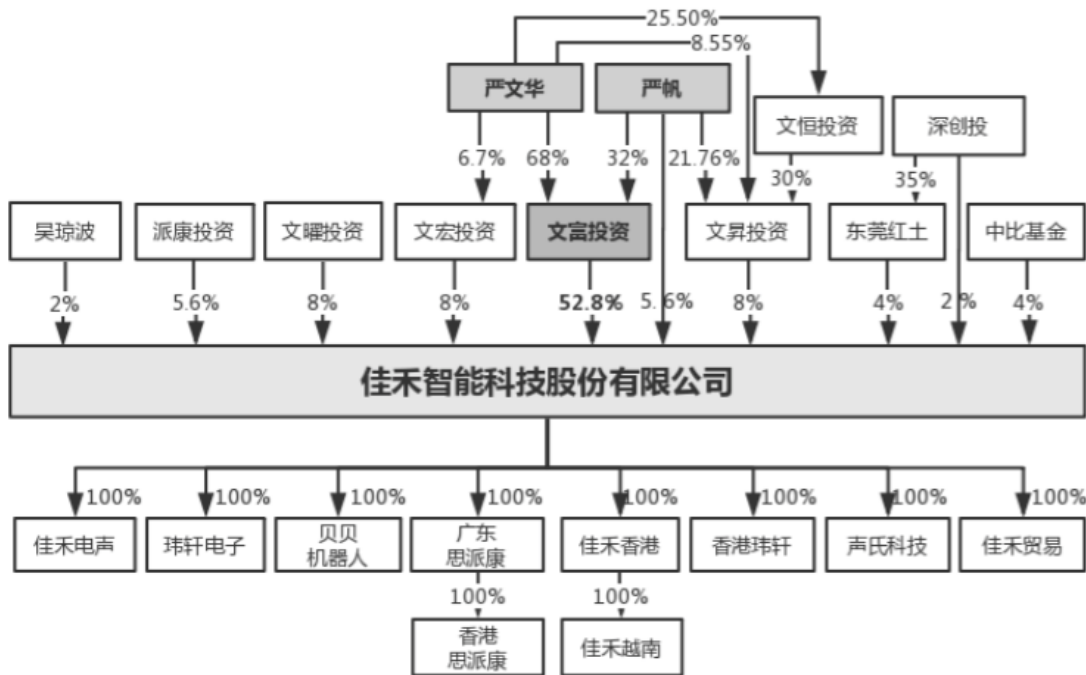 25.50%
8.55%
严文华
严帆
文恒投资
深创投
6.7%
68%
32%
21.76%
30%
35%
吴琼波
派康投资
文曜投资
文宏投资
文富投资
文昇投资
东莞红土
中比基金
2%
5.6%
8%
8%
52.8%
5.6%
8%
4%
2%
4%
佳禾智能科技股份有限公司
100%
100%
100%
100%
100%
100%
100%
100%
佳禾电声
玮轩电子
贝贝
机器人
广东
思派康
佳禾香港
香港玮轩
声氏科技
佳禾贸易
100%
100%
香港
思派康
佳禾越南